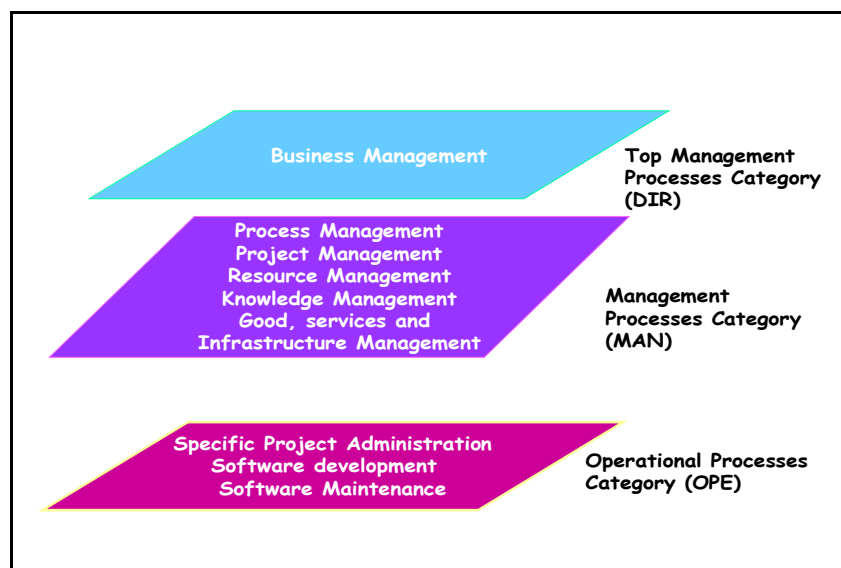 Business Management
Top Management
Processes Category
(DIR)
Process Management
Project Management
Resource Management
Knowledge Management
Good, services and
Infrastructure Management
Management
Processes Category
(MAN)
Specific Project Administration
Software development
Software Maintenance
Operational Processes
Category (OPE)